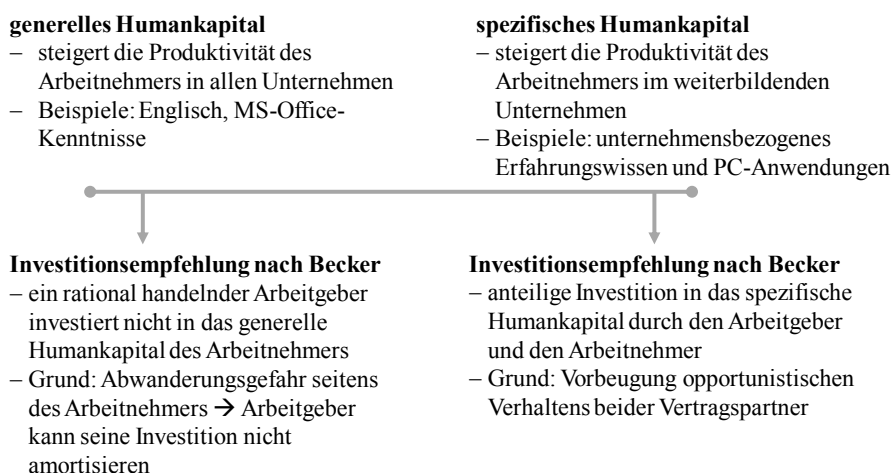 generelles Humankapital
– steigert die Produktivität des
Arbeitnehmers in allen Unternehmen
– Beispiele: Englisch, MS-Office-
Kenntnisse
spezifisches Humankapital
– steigert die Produktivität des
Arbeitnehmers im weiterbildenden
Unternehmen
– Beispiele: unternehmensbezogenes
Erfahrungswissen und PC-Anwendungen
Investitionsempfehlung nach Becker
– ein rational handelnder Arbeitgeber
investiert nicht in das generelle
Humankapital des Arbeitnehmers
– Grund: Abwanderungsgefahr seitens
des Arbeitnehmers → Arbeitgeber
kann seine Investition nicht
amortisieren
Investitionsempfehlung nach Becker
– anteilige Investition in das spezifische
Humankapital durch den Arbeitgeber
und den Arbeitnehmer
– Grund: Vorbeugung opportunistischen
Verhaltens beider Vertragspartner